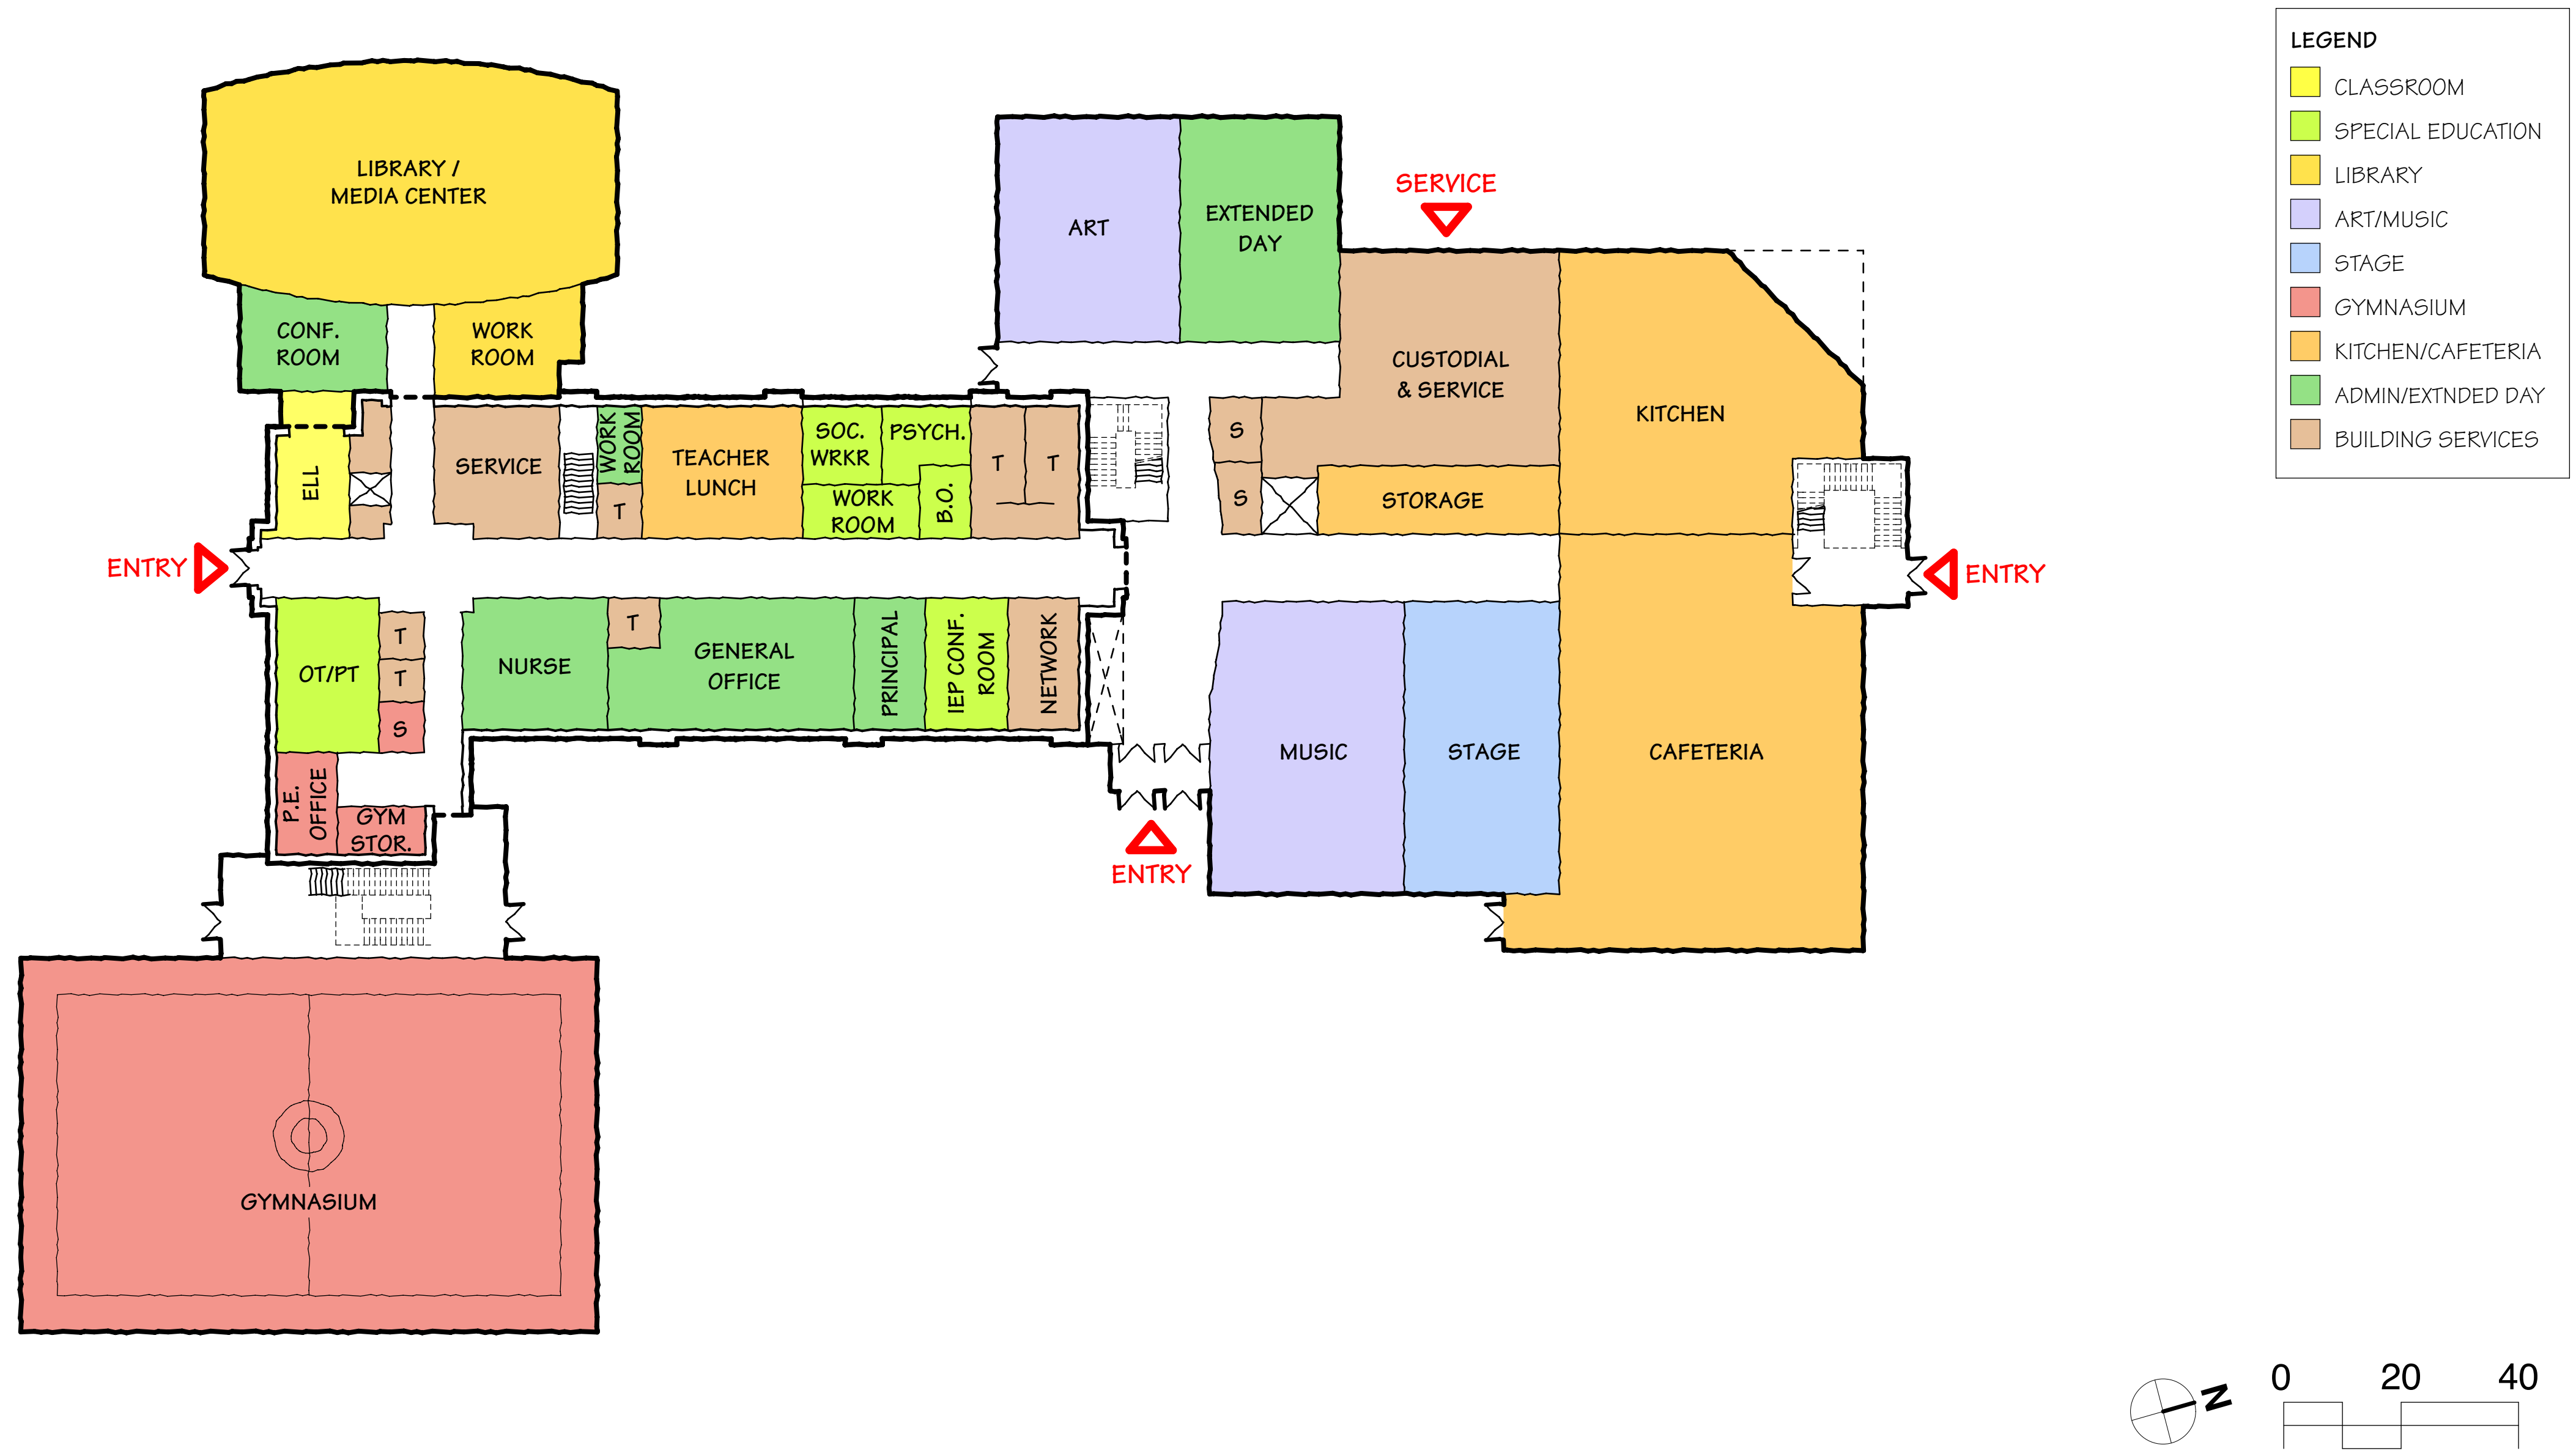 LEGEND
CLASSROOM
SPECIAL EDUCATION
LIBRARY
ART/MUSIC
STAGE
GYMNASIUM
KITCHEN/CAFETERIA
ADMIN/EXTNDED DAY
BUILDING SERVICES
LIBRARY /
MEDIA CENTER
CONF.
ROOM
WORK
ROOM
ART
EXTENDED
DAY
SERVICE
CUSTODIAL
& SERVICE
KITCHEN
STORAGE
S
S
ELL
SERVICE
WORK
ROOM
T
TEACHER
LUNCH
SOC.
WRKR
PSYCH.
WORK
ROOM
B.O.
T
T
ENTRY
ENTRY
OT/PT
T
T
S
P.E.
OFFICE
GYM
STOR.
NURSE
T
GENERAL
OFFICE
PRINCIPAL
IEP CONF.
ROOM
NETWORK
MUSIC
STAGE
CAFETERIA
ENTRY
GYMNASIUM
N
0 20 40